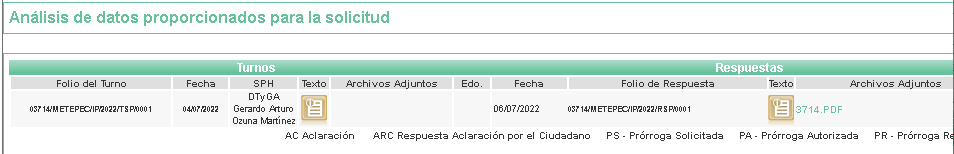 Análisis de datos proporcionados para la solicitud
Turnos Respuestas
Folio del Turno Fecha SPH Texto Archivos Adjuntos Edo. Fecha Folio de Respuesta Texto Archivos Adjuntos
03714/METEPEC/IP/2022/TSP/0001 04/07/2022 DTyGA Gerardo Arturo Ozuna Martínez 06/07/2022 03714/METEPEC/IP/2022/RSP/0001 3714.PDF
AC Aclaración ARC Respuesta Aclaración por el Ciudadano PS - Prórroga Solicitada PA - Prórroga Autorizada PR - Prórroga Re